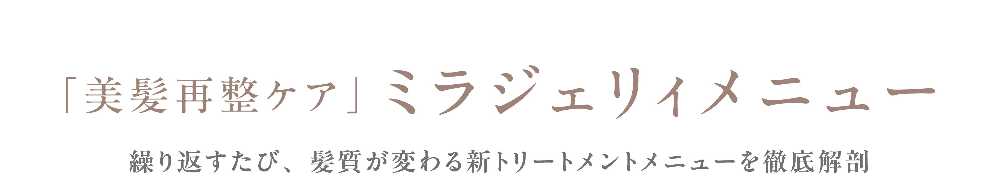 「美髪再整ケア」ミラジェリィメニュー
繰り返すたび、髪質が変わる新トリートメントメニューを徹底解剖